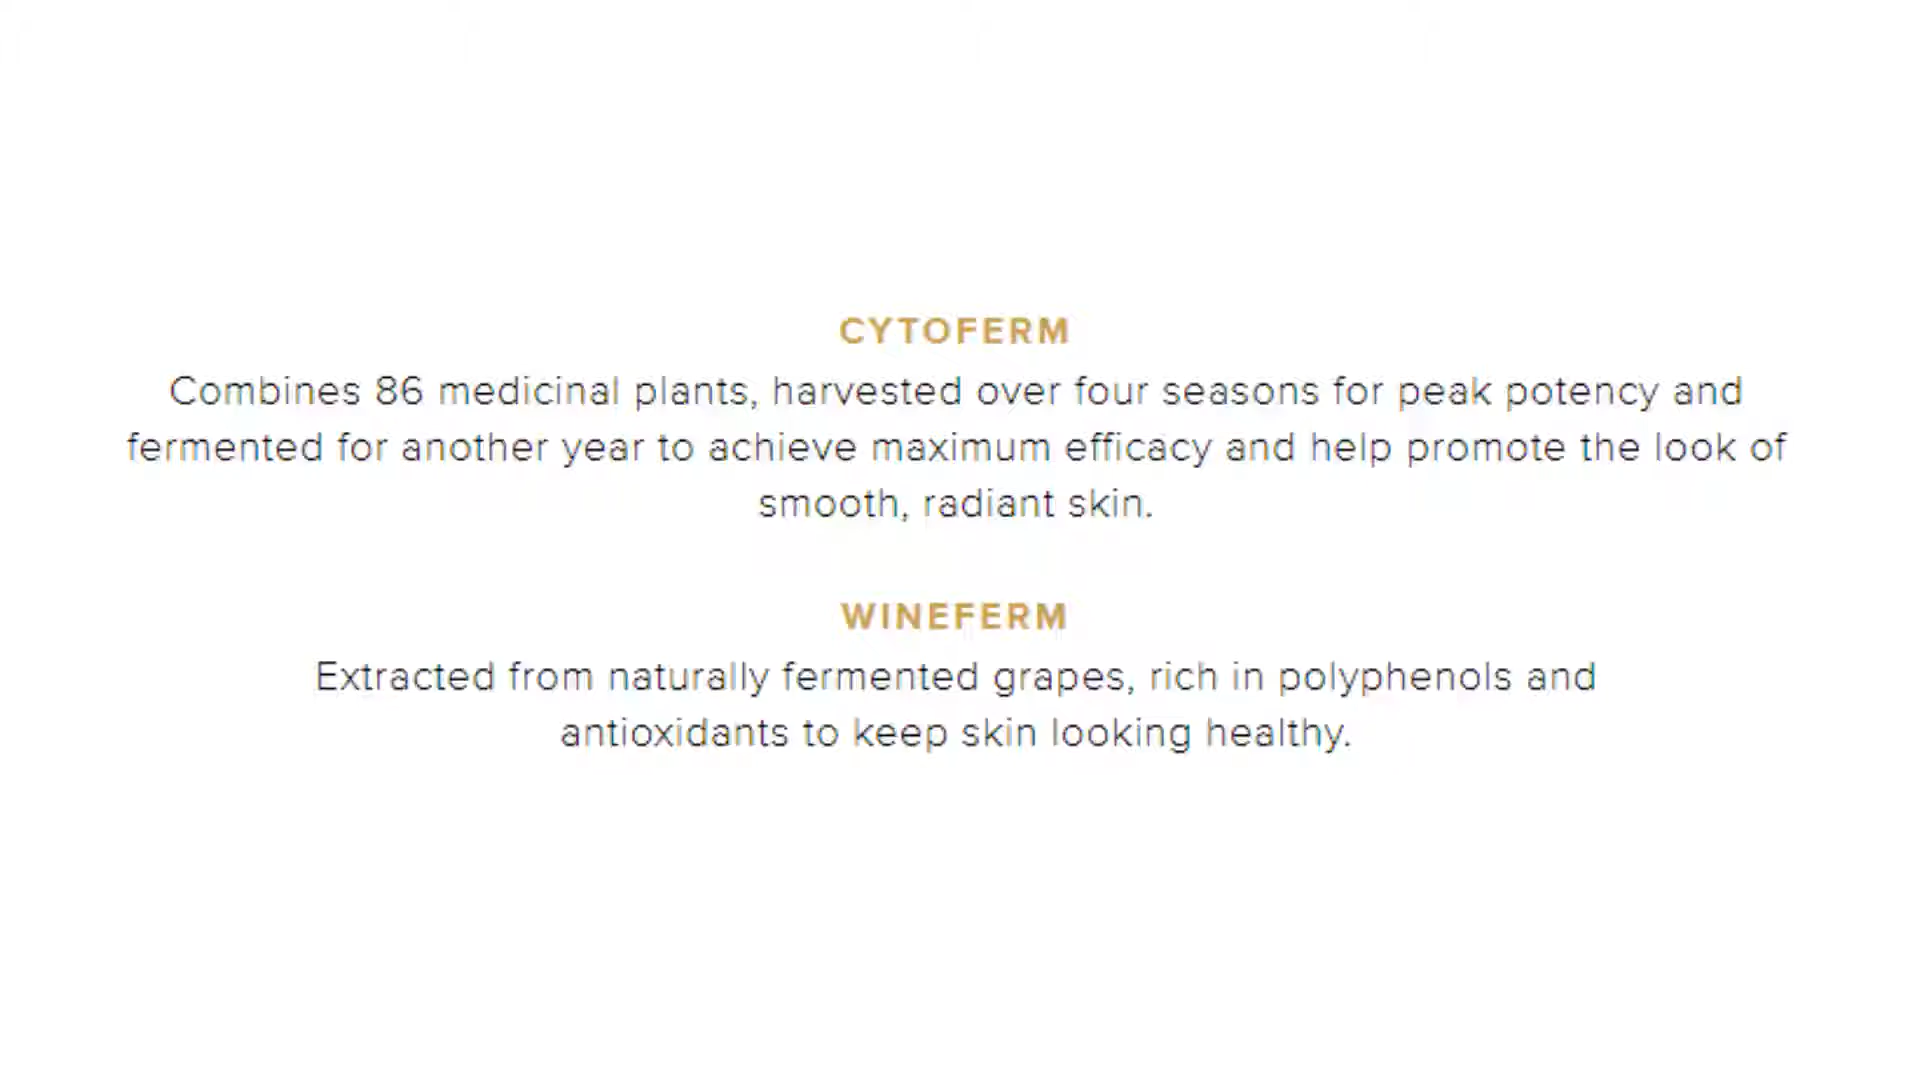 CYTOFERM
Combines 86 medicinal plants, harvested over four seasons for peak potency and
fermented for another year to achieve maximum efficacy and help promote the look of
smooth, radiant skin.
WINEFERM
Extracted from naturally fermented grapes, rich in polyphenols and
antioxidants to keep skin looking healthy.